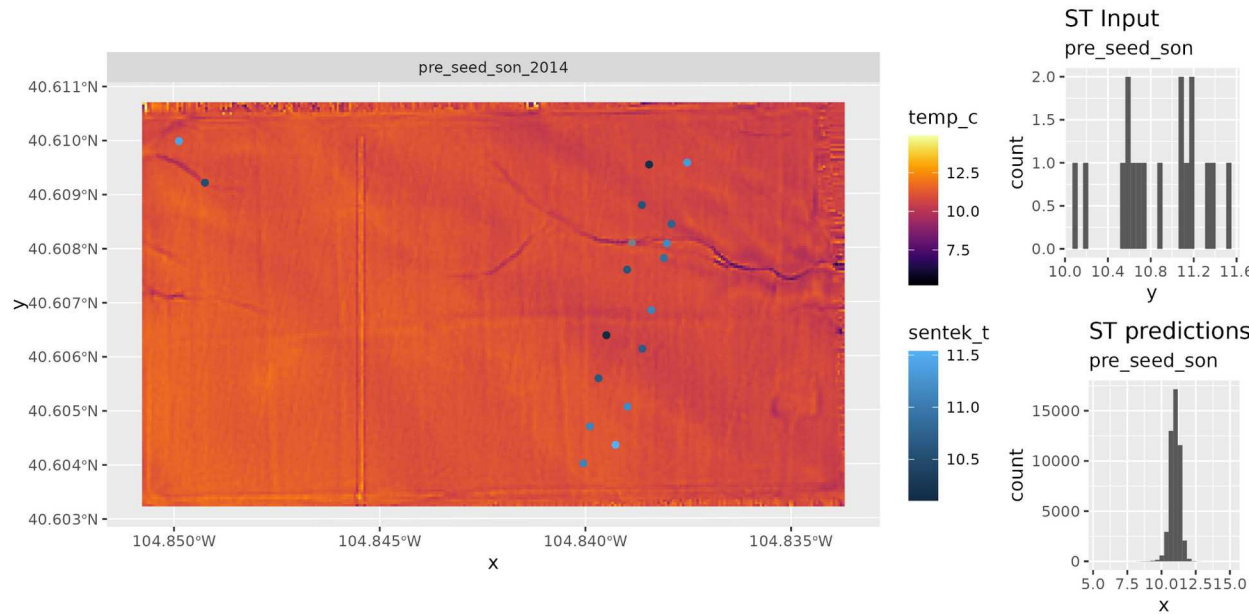 pre_seed_son_2014
40.611°N
40.610°N
40.609°N
40.608°N
40.607°N
40.606°N
40.605°N
40.604°N
40.603°N
y
104.850°W 104.845°W 104.840°W 104.835°W
x
temp_c
12.5
10.0
7.5
sentek_t
11.5
11.0
10.5
ST Input
pre_seed_son
2.0
1.5
1.0
0.5
0.0
count
10.0 10.4 10.8 11.2 11.6
y
ST predictions
pre_seed_son
15000
10000
5000
0
count
5.0 7.5 10.0 12.5 15.0
x